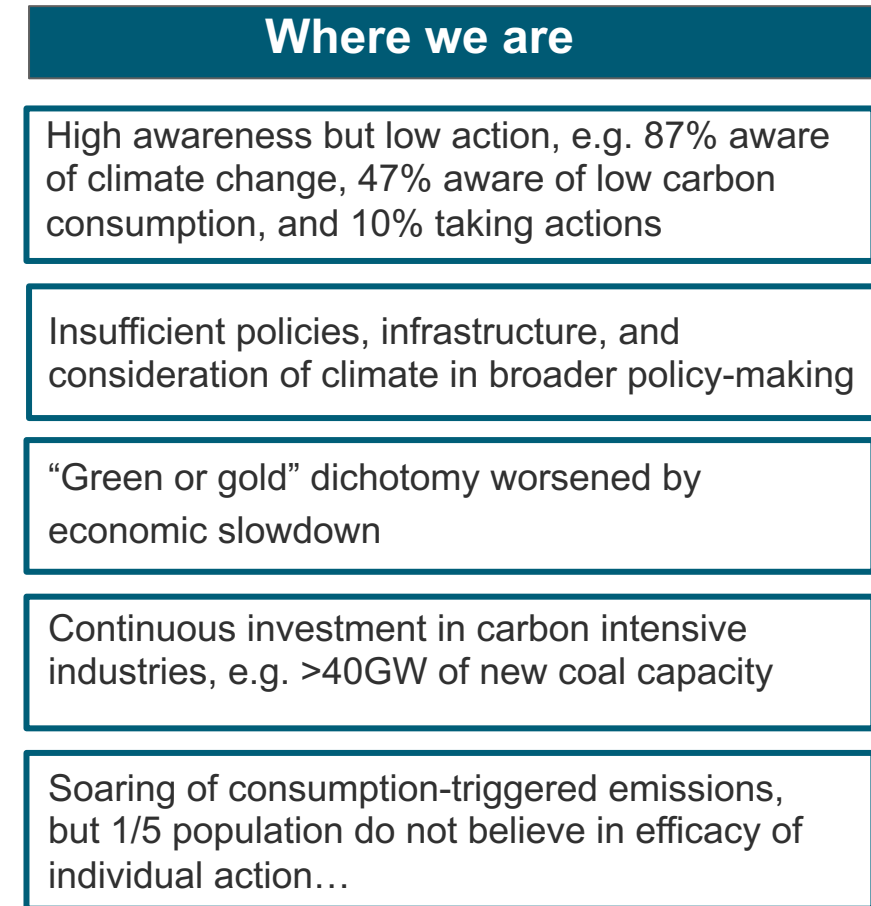 Where we are
High awareness but low action, e.g. 87% aware
of climate change, 47% aware of low carbon
consumption, and 10% taking actions
Insufficient policies, infrastructure, and
consideration of climate in broader policy-making
“Green or gold” dichotomy worsened by
economic slowdown
Continuous investment in carbon intensive
industries, e.g. >40GW of new coal capacity
Soaring of consumption-triggered emissions,
but 1/5 population do not believe in efficacy of
individual action…